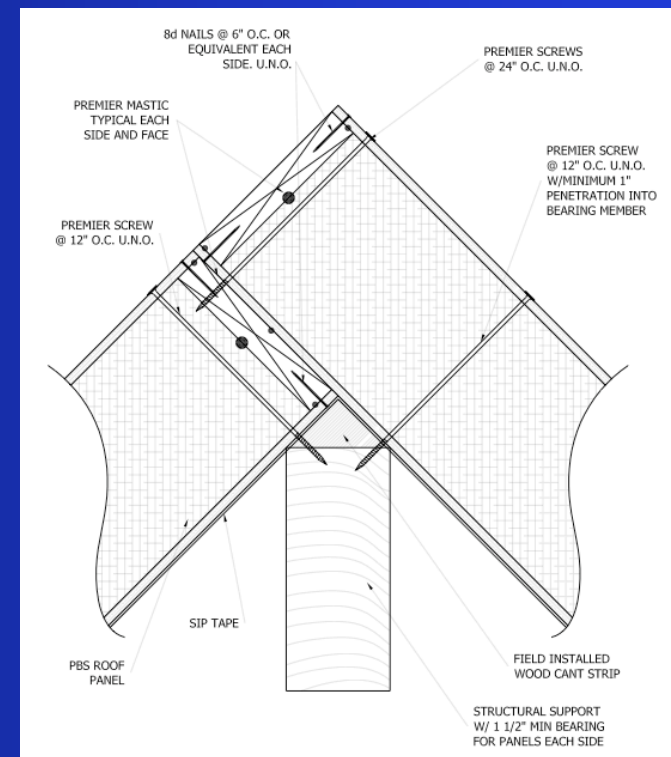 8d NAILS @ 6" O.C. OR
EQUIVALENT EACH
SIDE. U.N.O.
PREMIER SCREWS
@ 24" O.C. U.N.O.
PREMIER MASTIC
TYPICAL EACH
SIDE AND FACE
PREMIER SCREW
@ 12" O.C. U.N.O.
W/MINIMUM 1"
PENETRATION INTO
BEARING MEMBER
PREMIER SCREW
@ 12" O.C. U.N.O.
SIP TAPE
PBS ROOF
PANEL
FIELD INSTALLED
WOOD CANT STRIP
STRUCTURAL SUPPORT
W/ 1 1/2" MIN BEARING
FOR PANELS EACH SIDE